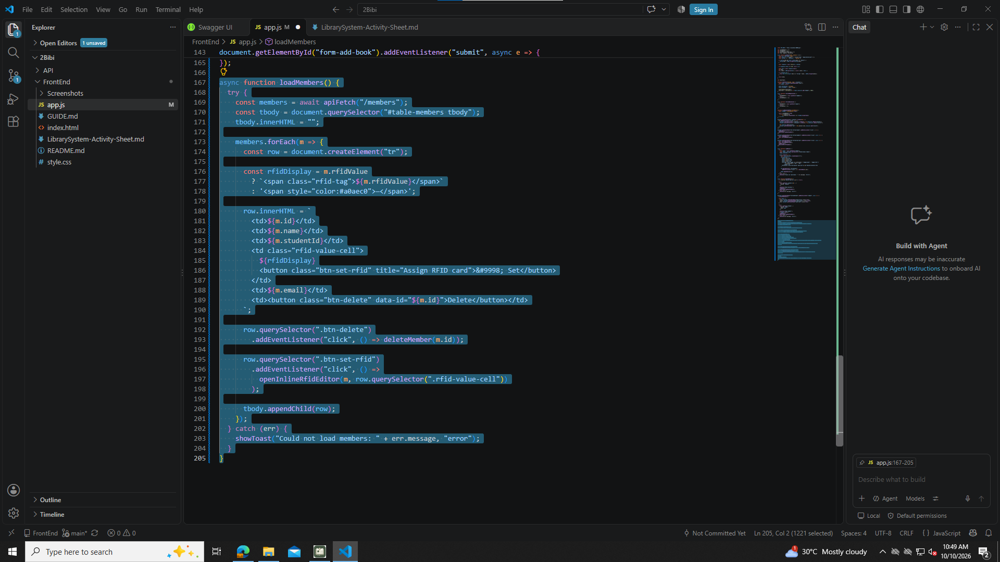 File Edit Selection View Go Run Terminal Help
2Bibi
Sign In
Explorer
Open Editors 1 unsaved
2Bibi
API
FrontEnd
Screenshots
JS app.js M
GUIDE.md
<> index.html
LibrarySystem-Activity-Sheet.md
README.md
# style.css
Outline
Timeline
Swagger UI
JS app.js M
LibrarySystem-Activity-Sheet.md
FrontEnd > JS app.js > loadMembers
143 document.getElementById("form-add-book").addEventListener("submit", async e => {
165 });
166
167 async function loadMembers() {
168 try {
169 const members = await apiFetch("/members");
170 const tbody = document.querySelector("#table-members tbody");
171 tbody.innerHTML = "";
172
173 members.forEach(m => {
174 const row = document.createElement("tr");
175
176 const rfidDisplay = m.rfidValue
177 ? `<span class="rfid-tag">${m.rfidValue}</span>`
178 : '<span style="color:#a0aec0">—</span>';
179
180 row.innerHTML = `
181 <td>${m.id}</td>
182 <td>${m.name}</td>
183 <td>${m.studentId}</td>
184 <td class="rfid-value-cell">
185 ${rfidDisplay}
186 <button class="btn-set-rfid" title="Assign RFID card">&#9998; Set</button>
187 </td>
188 <td>${m.email}</td>
189 <td><button class="btn-delete" data-id="${m.id}">Delete</button></td>
190 `;
191
192 row.querySelector(".btn-delete")
193 .addEventListener("click", () => deleteMember(m.id));
194
195 row.querySelector(".btn-set-rfid")
196 .addEventListener("click", () =>
197 openInlineRfidEditor(m, row.querySelector(".rfid-value-cell"))
198 );
199
200 tbody.appendChild(row);
201 });
202 } catch (err) {
203 showToast("Could not load members: " + err.message, "error");
204 }
205 }
Chat
Build with Agent
AI responses may be inaccurate
Generate Agent Instructions to onboard AI
onto your codebase.
JS app.js:167-205
Describe what to build
Agent Models
Local Default permissions
FrontEnd main* 0 0
Not Committed Yet Ln 205, Col 2 (1221 selected) Spaces: 4 UTF-8 CRLF { } JavaScript
Type here to search
1 30°C Mostly cloudy
10:49 AM
10/10/2026
2